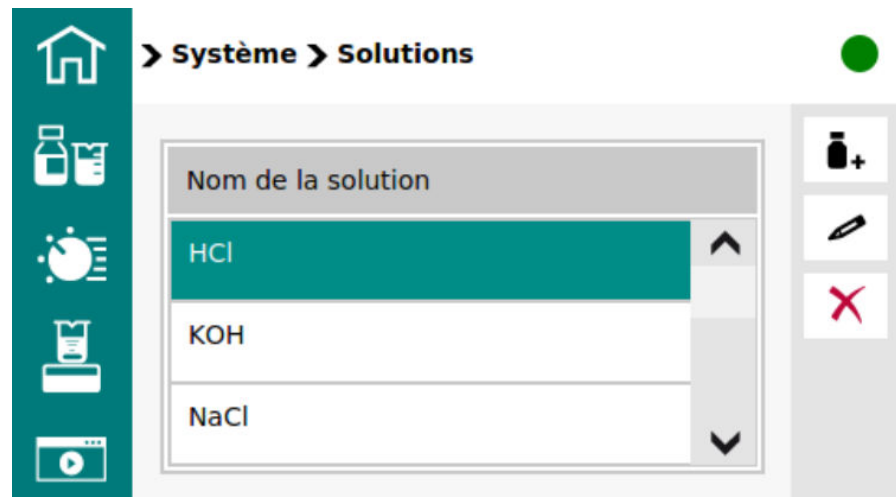 ❯ Système ❯ Solutions
Nom de la solution
HCl
KOH
NaCl